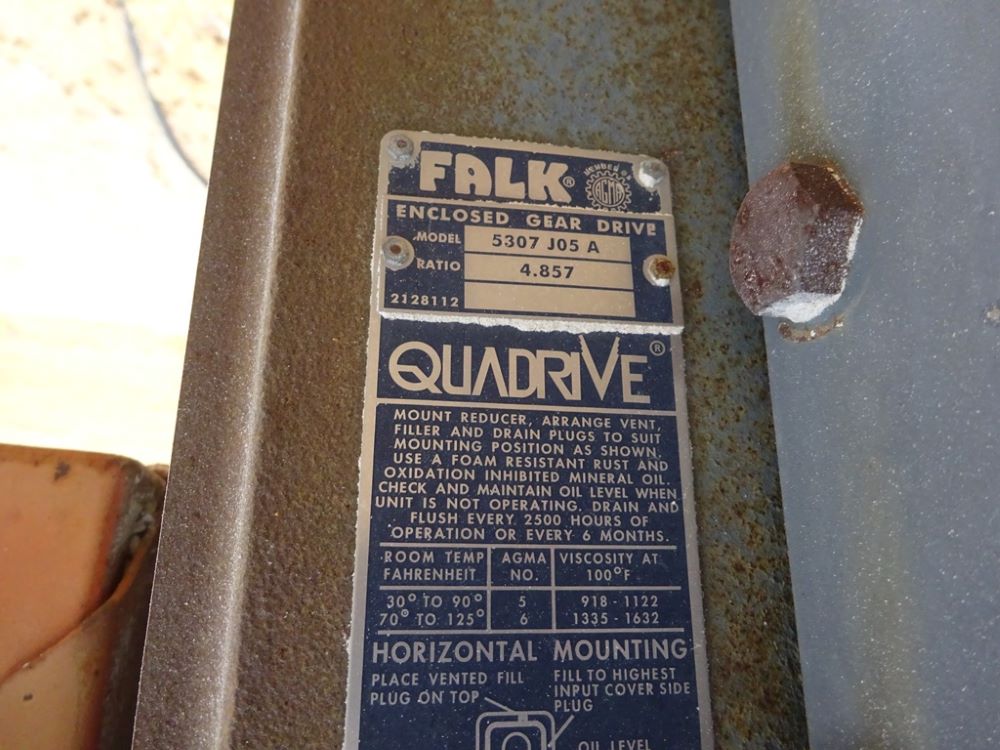 FALK®
MEMBER OF
AGMA
ENCLOSED GEAR DRIVE
MODEL 5307 J05 A
RATIO 4.857
2128112
QUADRIVE®
MOUNT REDUCER, ARRANGE VENT,
FILLER AND DRAIN PLUGS TO SUIT
MOUNTING POSITION AS SHOWN.
USE A FOAM RESISTANT RUST AND
OXIDATION INHIBITED MINERAL OIL.
CHECK AND MAINTAIN OIL LEVEL WHEN
UNIT IS NOT OPERATING. DRAIN AND
FLUSH EVERY 2500 HOURS OF
OPERATION OR EVERY 6 MONTHS.
ROOM TEMP AGMA VISCOSITY AT
FAHRENHEIT NO. 100°F
30° TO 90° 5 918 - 1122
70° TO 125° 6 1335 - 1632
HORIZONTAL MOUNTING
PLACE VENTED FILL
PLUG ON TOP
FILL TO HIGHEST
INPUT COVER SIDE
PLUG
OIL LEVEL